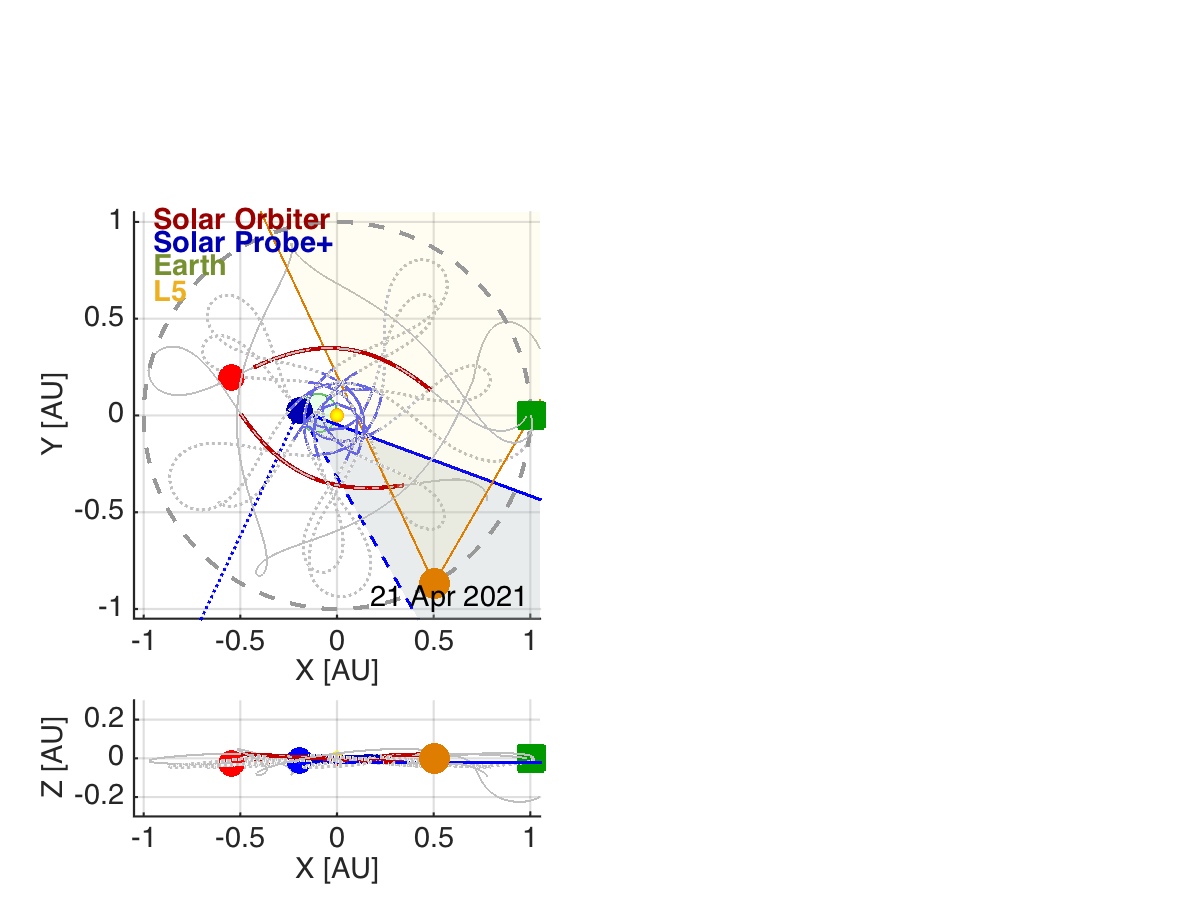 Solar Orbiter
Solar Probe+
Earth
L5
1
0.5
0
-0.5
-1
Y [AU]
21 Apr 2021
-1 -0.5 0 0.5 1
X [AU]
0.2
0
-0.2
Z [AU]
-1 -0.5 0 0.5 1
X [AU]